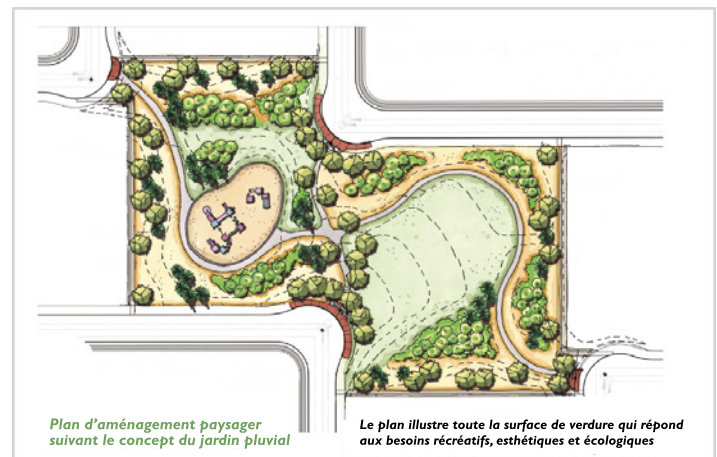 Plan d’aménagement paysager
suivant le concept du jardin pluvial
Le plan illustre toute la surface de verdure qui répond
aux besoins récréatifs, esthétiques et écologiques